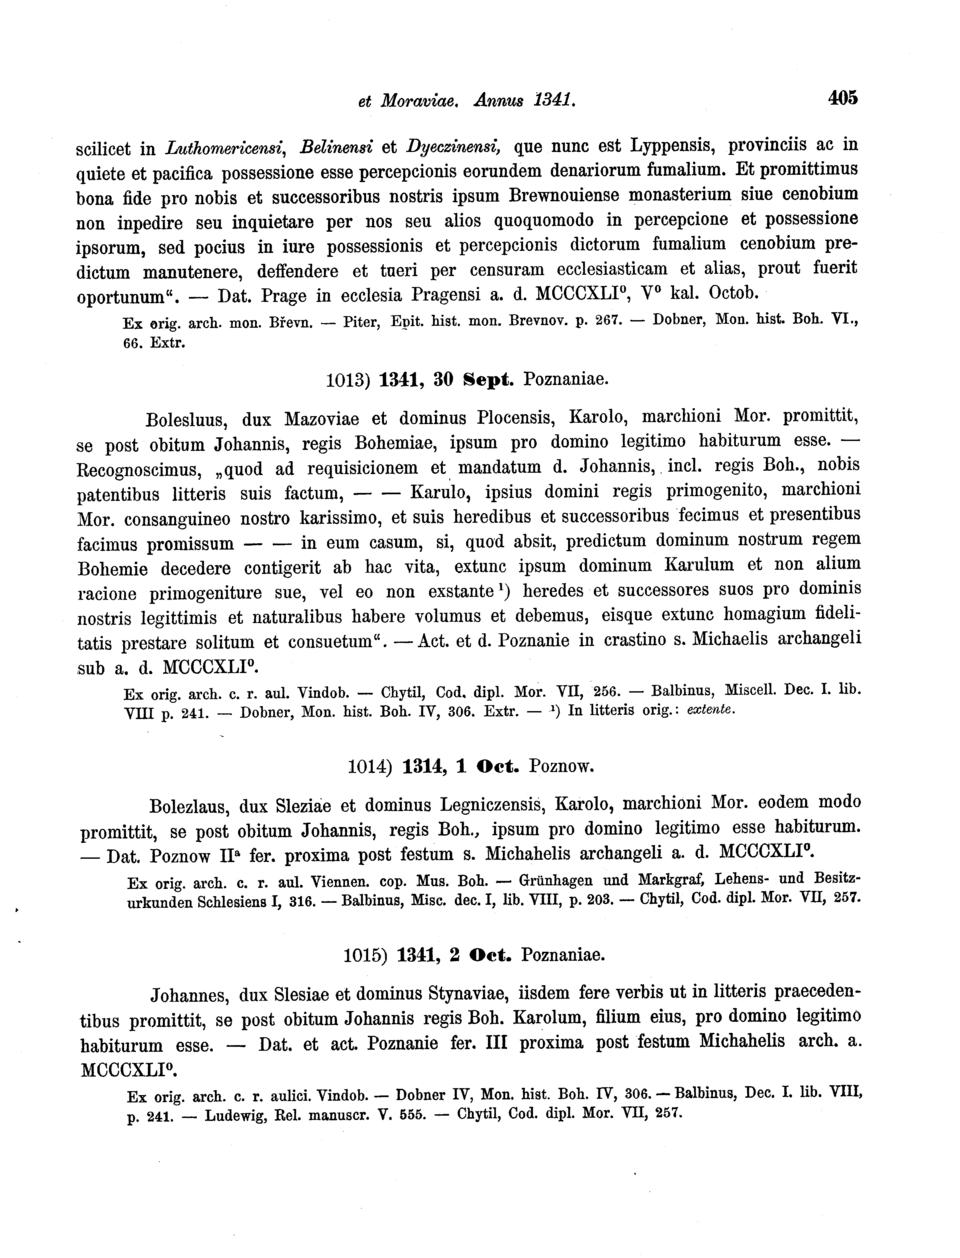 et Moraviae. Annus 1341. 405
scilicet in Luthomericensi, Belinensi et Dyeczinensi, que nunc est Lyppensis, provinciis ac in
quiete et pacifica possessione esse percepcionis eorundem denariorum fumalium. Et promittimus
bona fide pro nobis et successoribus nostris ipsum Brewnouiense monasterium siue cenobium
non inpedire seu inquietare per nos seu alios quoquomodo in percepcione et possessione
ipsorum, sed pocius in iure possessionis et percepcionis dictorum fumalium cenobium pre-
dictum manutenere, deffendere et tueri per censuram ecclesiasticam et alias, prout fuerit
oportunum“. — Dat. Prage in ecclesia Pragensi a. d. MCCCXLI⁰, V⁰ kal. Octob.
Ex orig. arch. mon. Břevn. — Piter, Epit. hist. mon. Brevnov. p. 267. — Dobner, Mon. hist. Boh. VI.,
66. Extr.
1013) 1341, 30 Sept. Poznaniae.
Bolesluus, dux Mazoviae et dominus Plocensis, Karolo, marchioni Mor. promittit,
se post obitum Johannis, regis Bohemiae, ipsum pro domino legitimo habiturum esse. —
Recognoscimus, „quod ad requisicionem et mandatum d. Johannis, incl. regis Boh., nobis
patentibus litteris suis factum, — — Karulo, ipsius domini regis primogenito, marchioni
Mor. consanguineo nostro karissimo, et suis heredibus et successoribus fecimus et presentibus
facimus promissum — — in eum casum, si, quod absit, predictum dominum nostrum regem
Bohemie decedere contigerit ab hac vita, extunc ipsum dominum Karulum et non alium
racione primogeniture sue, vel eo non exstante ¹) heredes et successores suos pro dominis
nostris legittimis et naturalibus habere volumus et debemus, eisque extunc homagium fideli-
tatis prestare solitum et consuetum“. — Act. et d. Poznanie in crastino s. Michaelis archangeli
sub a. d. MCCCXLI⁰.
Ex orig. arch. c. r. aul. Vindob. — Chytil, Cod. dipl. Mor. VII, 256. — Balbinus, Miscell. Dec. I. lib.
VIII p. 241. — Dobner, Mon. hist. Boh. IV, 306. Extr. — ¹) In litteris orig.: extente.
1014) 1314, 1 Oct. Poznow.
Bolezlaus, dux Sleziae et dominus Legniczensis, Karolo, marchioni Mor. eodem modo
promittit, se post obitum Johannis, regis Boh., ipsum pro domino legitimo esse habiturum.
— Dat. Poznow IIª fer. proxima post festum s. Michahelis archangeli a. d. MCCCXLI⁰.
Ex orig. arch. c. r. aul. Viennen. cop. Mus. Boh. — Grünhagen und Markgraf, Lehens- und Besitz-
urkunden Schlesiens I, 316. — Balbinus, Misc. dec. I, lib. VIII, p. 203. — Chytil, Cod. dipl. Mor. VII, 257.
1015) 1341, 2 Oct. Poznaniae.
Johannes, dux Slesiae et dominus Stynaviae, iisdem fere verbis ut in litteris praeceden-
tibus promittit, se post obitum Johannis regis Boh. Karolum, filium eius, pro domino legitimo
habiturum esse. — Dat. et act. Poznanie fer. III proxima post festum Michahelis arch. a.
MCCCXLI⁰.
Ex orig. arch. c. r. aulici. Vindob. — Dobner IV, Mon. hist. Boh. IV, 306. — Balbinus, Dec. I. lib. VIII,
p. 241. — Ludewig, Rel. manuscr. V. 555. — Chytil, Cod. dipl. Mor. VII, 257.